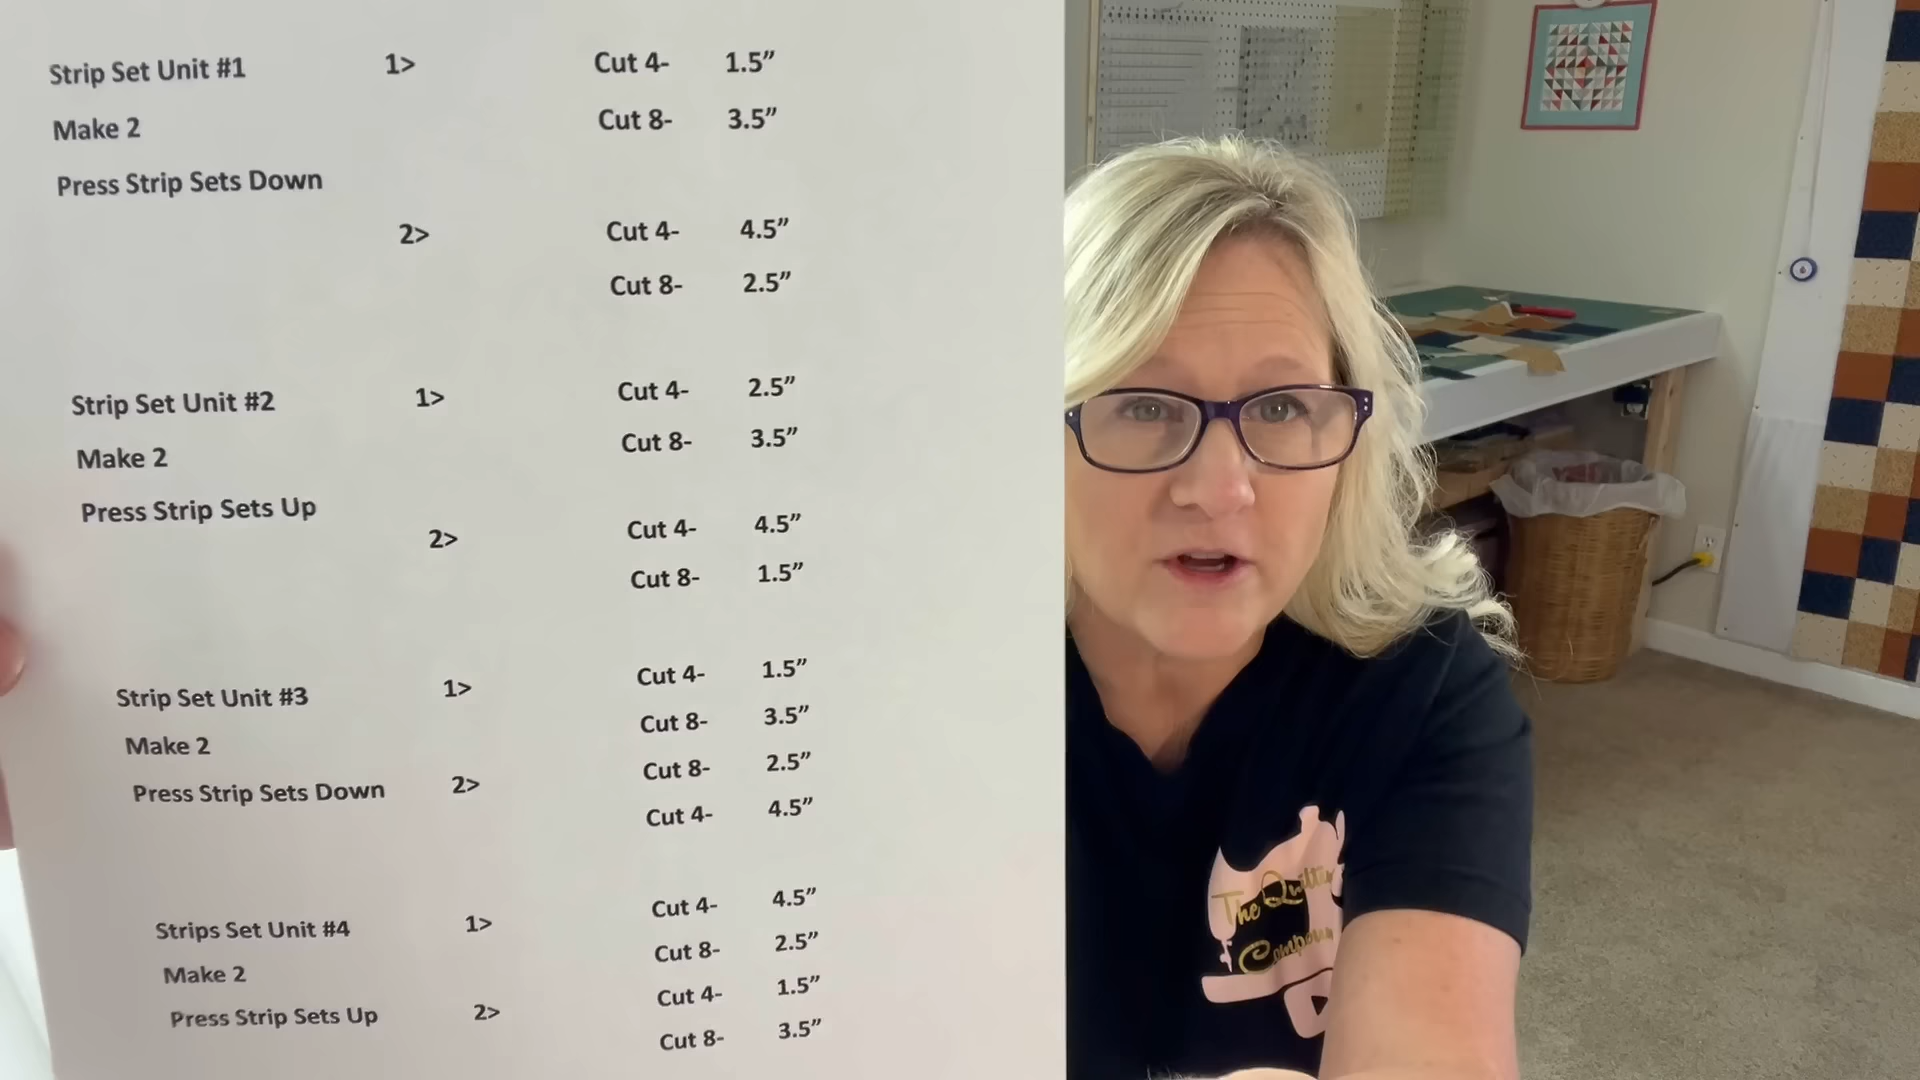 Strip Set Unit #1 1> Cut 4- 1.5”
Make 2 Cut 8- 3.5”
Press Strip Sets Down
2> Cut 4- 4.5”
Cut 8- 2.5”
Strip Set Unit #2 1> Cut 4- 2.5”
Make 2 Cut 8- 3.5”
Press Strip Sets Up
2> Cut 4- 4.5”
Cut 8- 1.5”
Strip Set Unit #3 1> Cut 4- 1.5”
Make 2 Cut 8- 3.5”
Press Strip Sets Down 2> Cut 8- 2.5”
Cut 4- 4.5”
Strips Set Unit #4 1> Cut 4- 4.5”
Make 2 Cut 8- 2.5”
Press Strip Sets Up 2> Cut 4- 1.5”
Cut 8- 3.5”
The